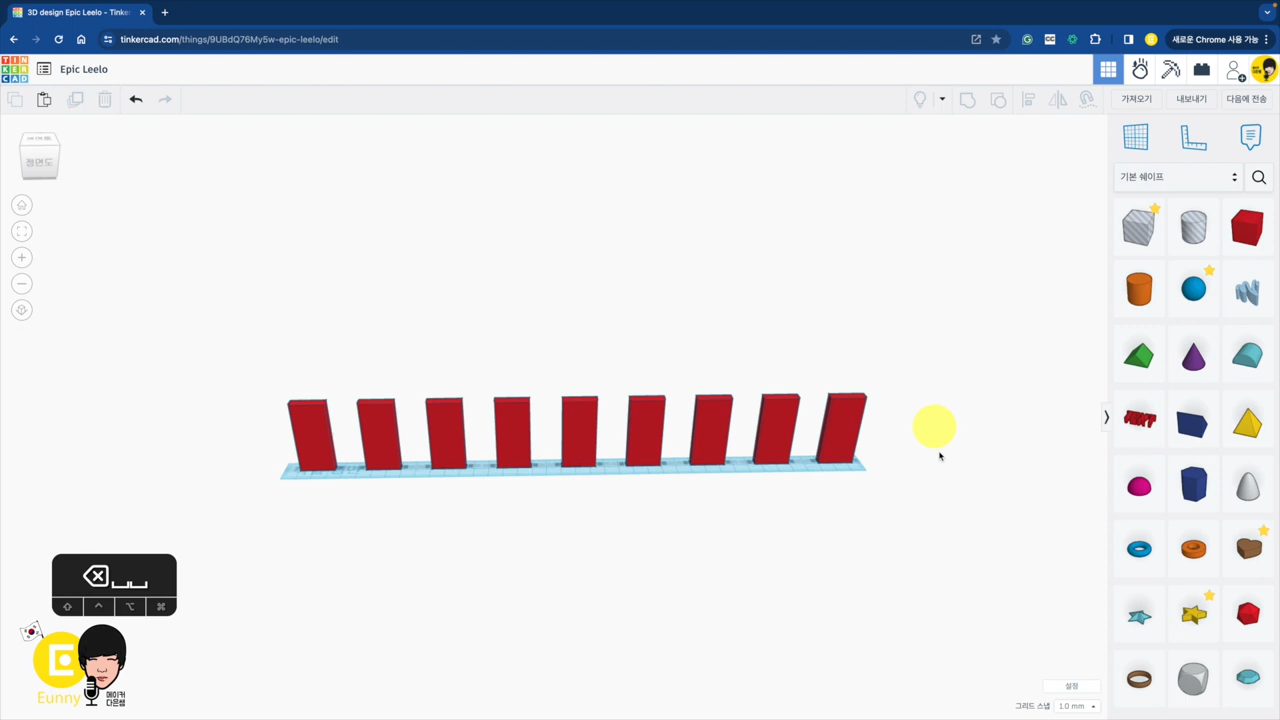 3D design Epic Leelo - Tinker
tinkercad.com/things/9UBdQ76My5w-epic-leelo/edit
새로운 Chrome 사용 가능
TIN
KER
CAD
Epic Leelo
가져오기
내보내기
다음에 전송
정면도
기본 쉐이프
TEXT
설정
그리드 스냅
1.0 mm
Eunny
메이커
다은쌤